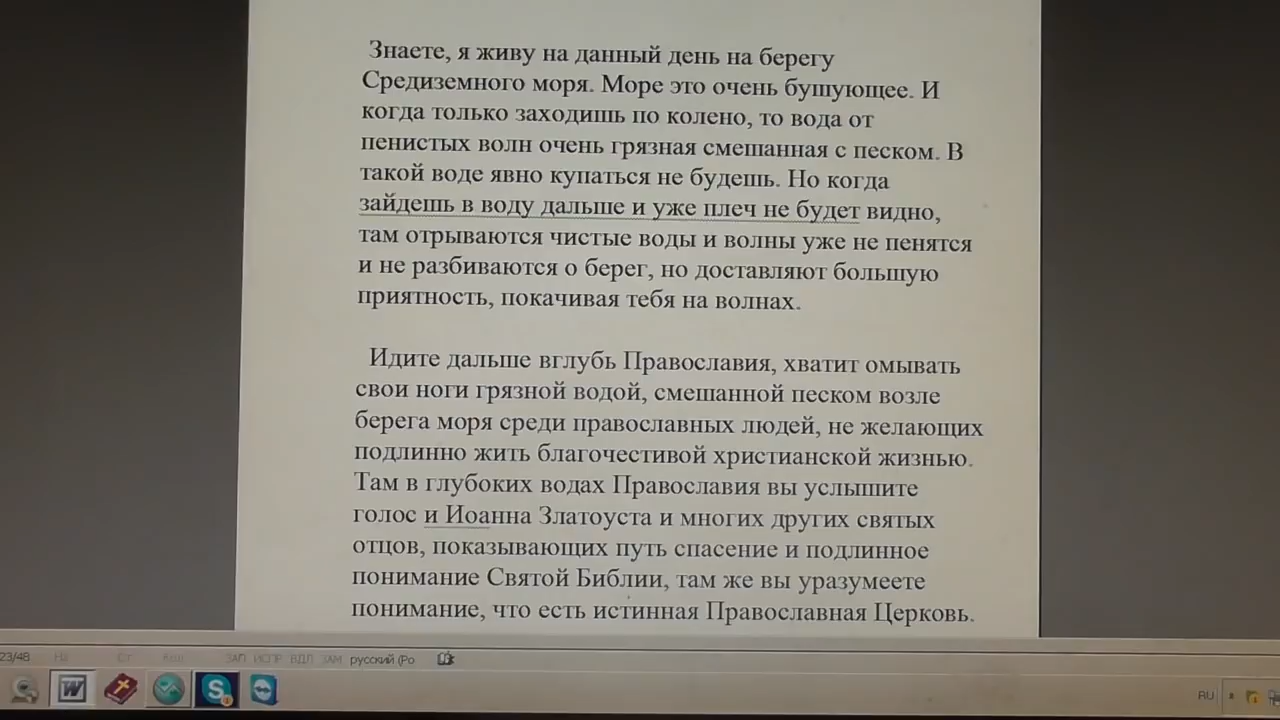 Знаете, я живу на данный день на берегу
Средиземного моря. Море это очень бушующее. И
когда только заходишь по колено, то вода от
пенистых волн очень грязная смешанная с песком. В
такой воде явно купаться не будешь. Но когда
зайдешь в воду дальше и уже плеч не будет видно,
там отрываются чистые воды и волны уже не пенятся
и не разбиваются о берег, но доставляют большую
приятность, покачивая тебя на волнах.
Идите дальше вглубь Православия, хватит омывать
свои ноги грязной водой, смешанной песком возле
берега моря среди православных людей, не желающих
подлинно жить благочестивой христианской жизнью.
Там в глубоких водах Православия вы услышите
голос и Иоанна Златоуста и многих других святых
отцов, показывающих путь спасение и подлинное
понимание Святой Библии, там же вы уразумеете
понимание, что есть истинная Православная Церковь.
23/48 На Ст Кол ЗАП ИСПР ВДЛ ЗАМ русский (Ро
W S RU